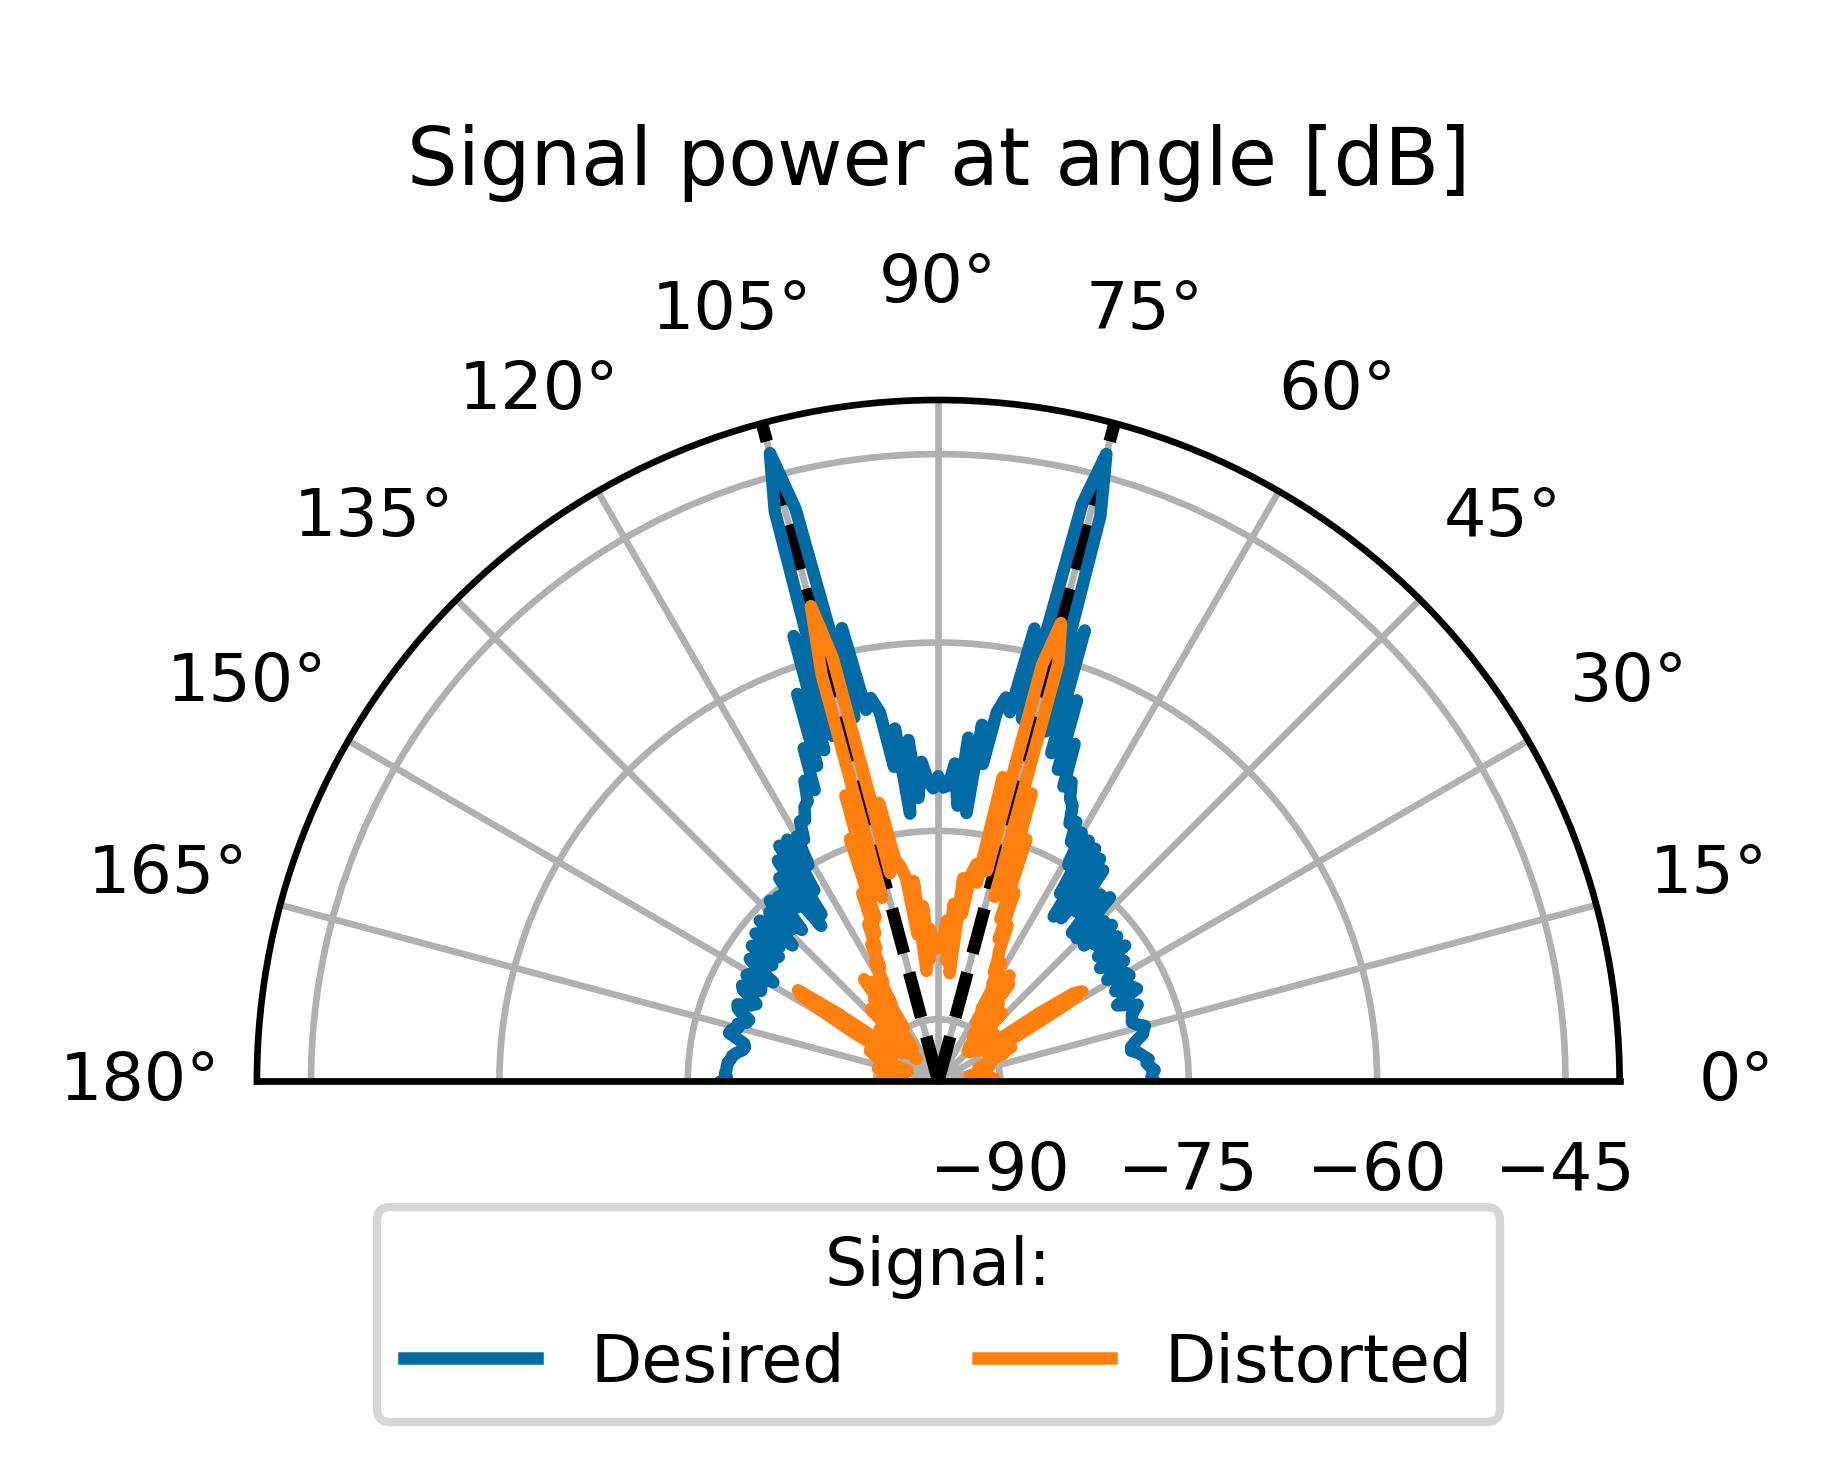 Signal power at angle [dB]
90°
105° 75°
120° 60°
135° 45°
150° 30°
165° 15°
180° 0°
−90 −75 −60 −45
Signal:
Desired Distorted